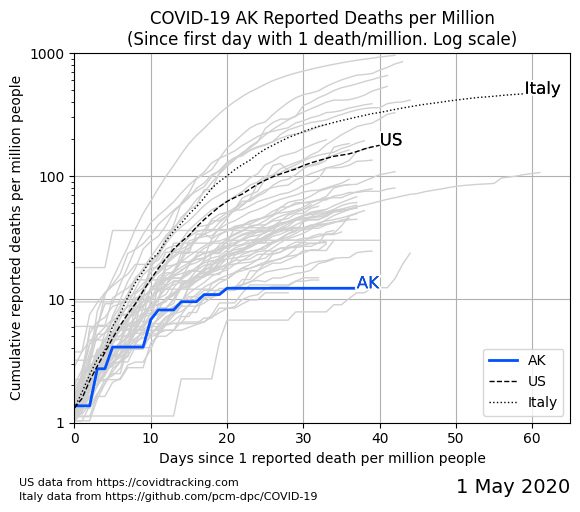 COVID-19 AK Reported Deaths per Million
(Since first day with 1 death/million. Log scale)
Cumulative reported deaths per million people
1000
100
10
1
Italy
US
AK
AK
US
Italy
0 10 20 30 40 50 60
Days since 1 reported death per million people
US data from https://covidtracking.com
Italy data from https://github.com/pcm-dpc/COVID-19
1 May 2020